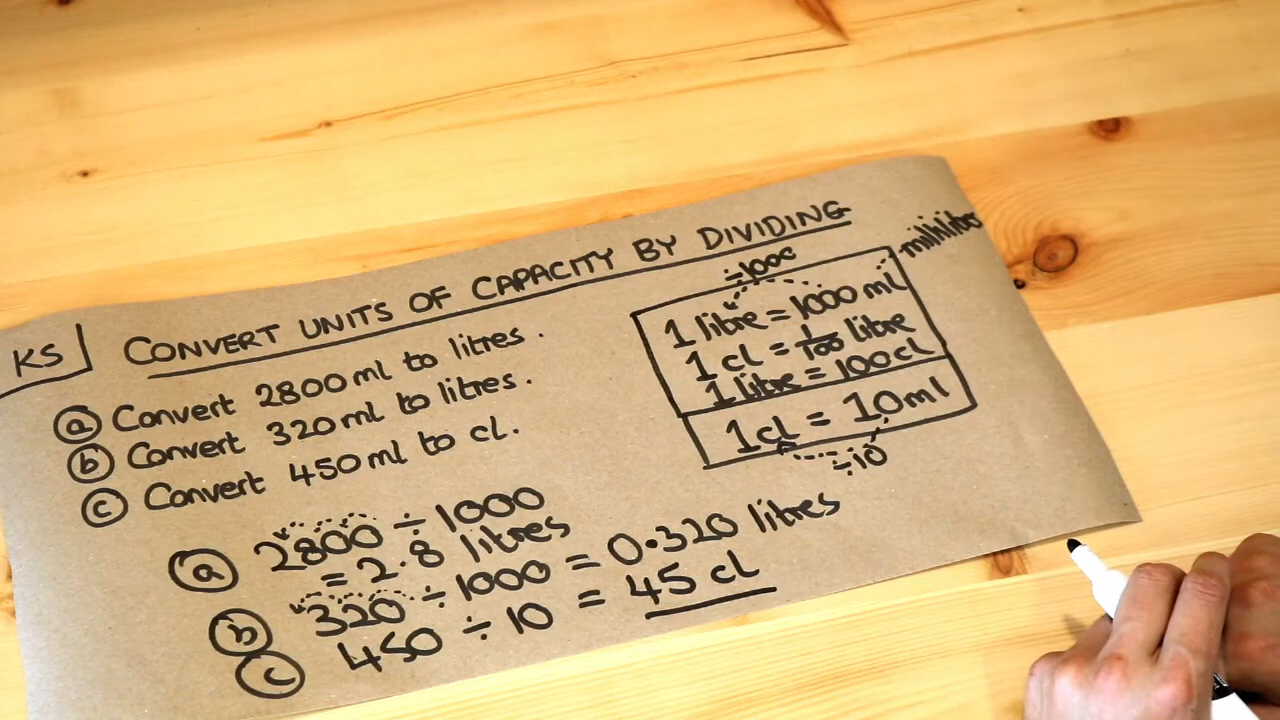 KS
CONVERT UNITS OF CAPACITY BY DIVIDING
ⓐ Convert 2800 ml to litres.
ⓑ Convert 320 ml to litres.
ⓒ Convert 450 ml to cl.
÷1000
millilitres
1 litre = 1000 ml
1 cl = 1/100 litre
1 litre = 100 cl
1 cl = 10 ml
÷10
ⓐ 2800 ÷ 1000
= 2.8 litres
ⓑ 320 ÷ 1000 = 0.320 litres
ⓒ 450 ÷ 10 = 45 cl